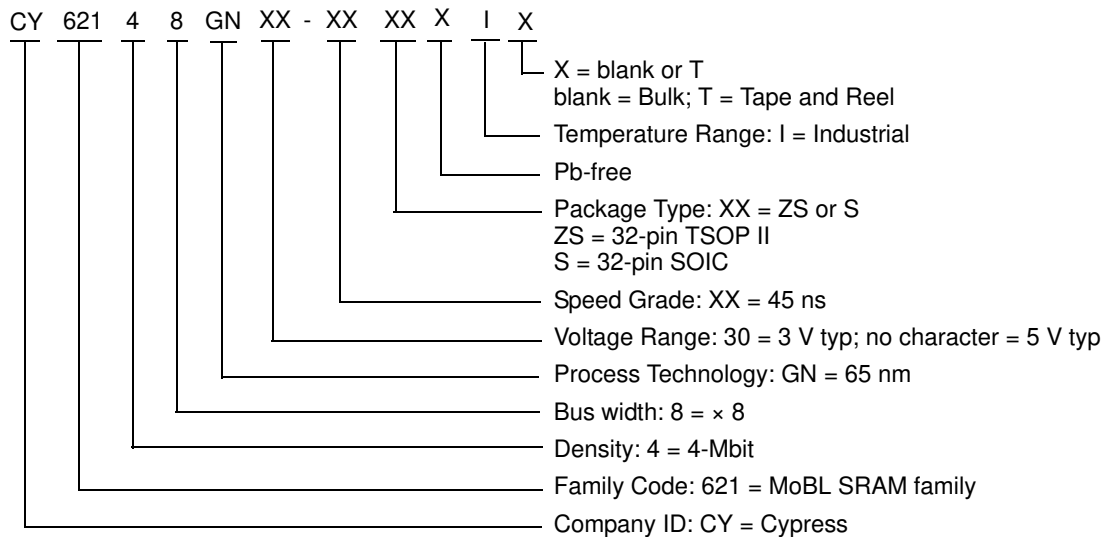 CY 621 4 8 GN XX - XX XX X I X
X = blank or T
blank = Bulk; T = Tape and Reel
Temperature Range: I = Industrial
Pb-free
Package Type: XX = ZS or S
ZS = 32-pin TSOP II
S = 32-pin SOIC
Speed Grade: XX = 45 ns
Voltage Range: 30 = 3 V typ; no character = 5 V typ
Process Technology: GN = 65 nm
Bus width: 8 = × 8
Density: 4 = 4-Mbit
Family Code: 621 = MoBL SRAM family
Company ID: CY = Cypress